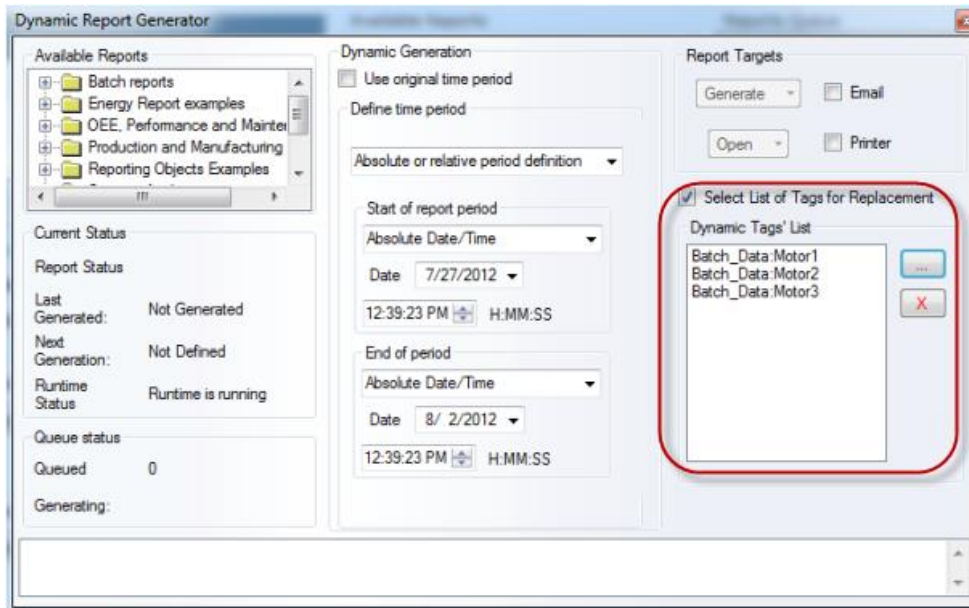 Dynamic Report Generator
Available Reports
Batch reports
Energy Report examples
OEE, Performance and Mainte
Production and Manufacturing
Reporting Objects Examples
Current Status
Report Status
Last
Generated:
Not Generated
Next
Generation:
Not Defined
Runtime
Status
Runtime is running
Queue status
Queued 0
Generating:
Dynamic Generation
Use original time period
Define time period
Absolute or relative period definition
Start of report period
Absolute Date/Time
Date 7/27/2012
12:39:23 PM H:MM:SS
End of period
Absolute Date/Time
Date 8/ 2/2012
12:39:23 PM H:MM:SS
Report Targets
Generate Email
Open Printer
Select List of Tags for Replacement
Dynamic Tags' List
Batch_Data:Motor1
Batch_Data:Motor2
Batch_Data:Motor3
...
X